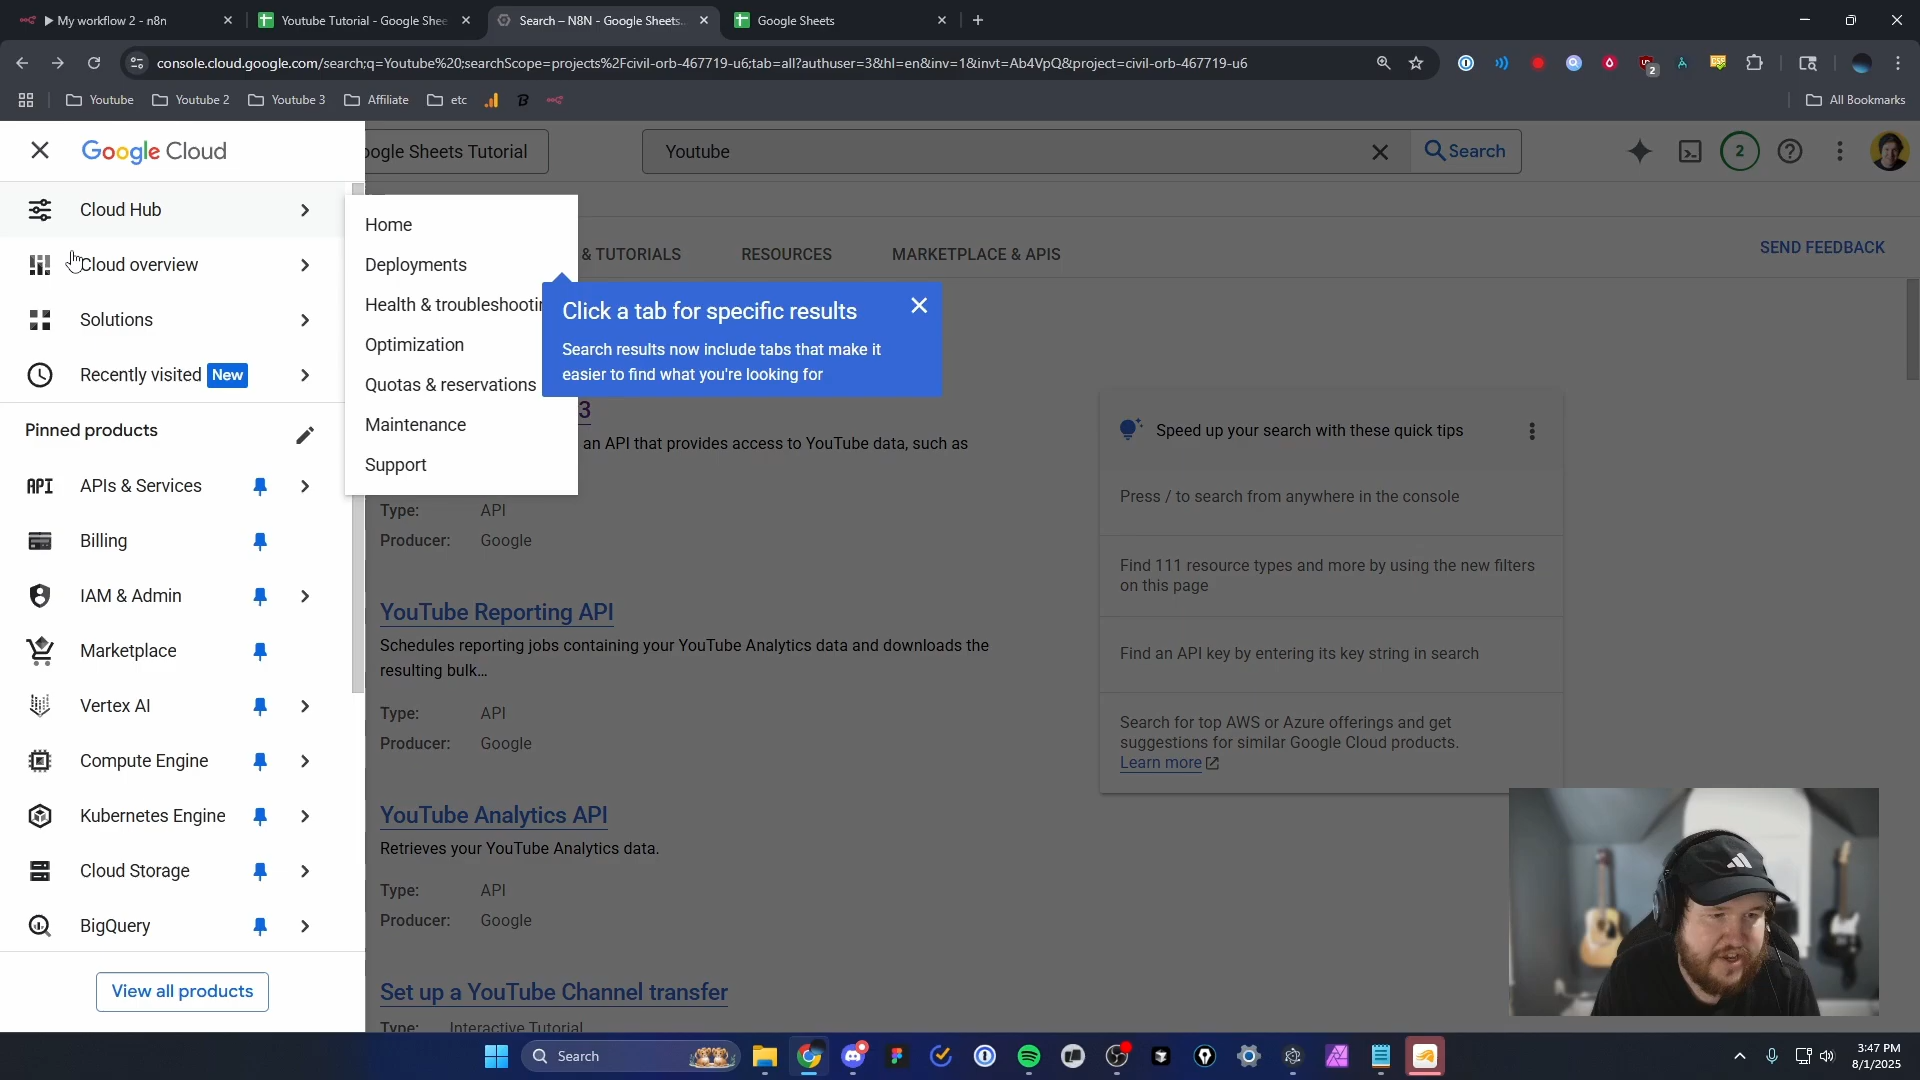 My workflow 2 - n8n
Youtube Tutorial - Google Shee
Search – N8N - Google Sheets
Google Sheets
console.cloud.google.com/search;q=Youtube%20;searchScope=projects%2Fcivil-orb-467719-u6;tab=all?authuser=3&hl=en&inv=1&invt=Ab4VpQ&project=civil-orb-467719-u6
Youtube
Youtube 2
Youtube 3
Affiliate
etc
All Bookmarks
Google Cloud
oogle Sheets Tutorial
Youtube
Search
2
Cloud Hub
Cloud overview
Solutions
Recently visited New
Pinned products
APIs & Services
Billing
IAM & Admin
Marketplace
Vertex AI
Compute Engine
Kubernetes Engine
Cloud Storage
BigQuery
View all products
Home
Deployments
Health & troubleshootin
Optimization
Quotas & reservations
Maintenance
Support
& TUTORIALS
RESOURCES
MARKETPLACE & APIS
SEND FEEDBACK
Click a tab for specific results
Search results now include tabs that make it
easier to find what you're looking for
3
an API that provides access to YouTube data, such as
Type: API
Producer: Google
YouTube Reporting API
Schedules reporting jobs containing your YouTube Analytics data and downloads the
resulting bulk...
Type: API
Producer: Google
YouTube Analytics API
Retrieves your YouTube Analytics data.
Type: API
Producer: Google
Set up a YouTube Channel transfer
Type: Interactive Tutorial
Speed up your search with these quick tips
Press / to search from anywhere in the console
Find 111 resource types and more by using the new filters
on this page
Find an API key by entering its key string in search
Search for top AWS or Azure offerings and get
suggestions for similar Google Cloud products.
Learn more
Search
3:47 PM
8/1/2025